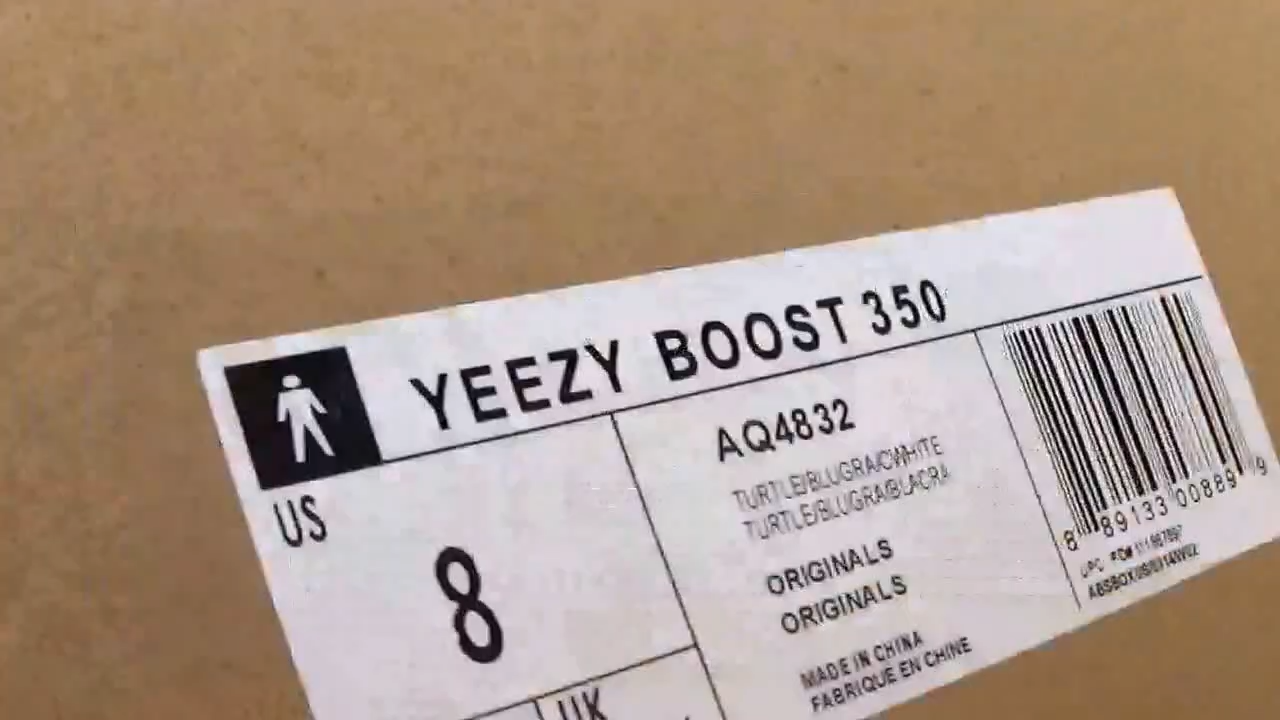 YEEZY BOOST 350
US
8
UK
AQ4832
TURTLE/BLUGRA/CWHITE
TURTLE/BLUGRA/BLACRA
ORIGINALS
ORIGINALS
MADE IN CHINA
FABRIQUE EN CHINE
8 89133 00889 9
UPC